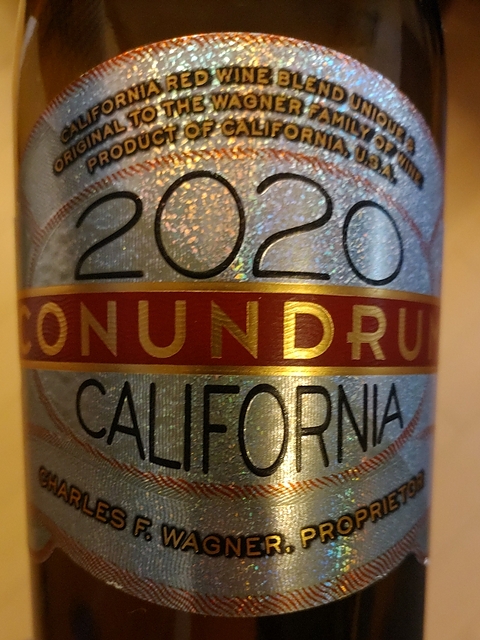 CALIFORNIA RED WINE BLEND UNIQUE &
ORIGINAL TO THE WAGNER FAMILY OF WINE
PRODUCT OF CALIFORNIA, U.S.A.
2020
CONUNDRUM
CALIFORNIA
CHARLES F. WAGNER, PROPRIETOR